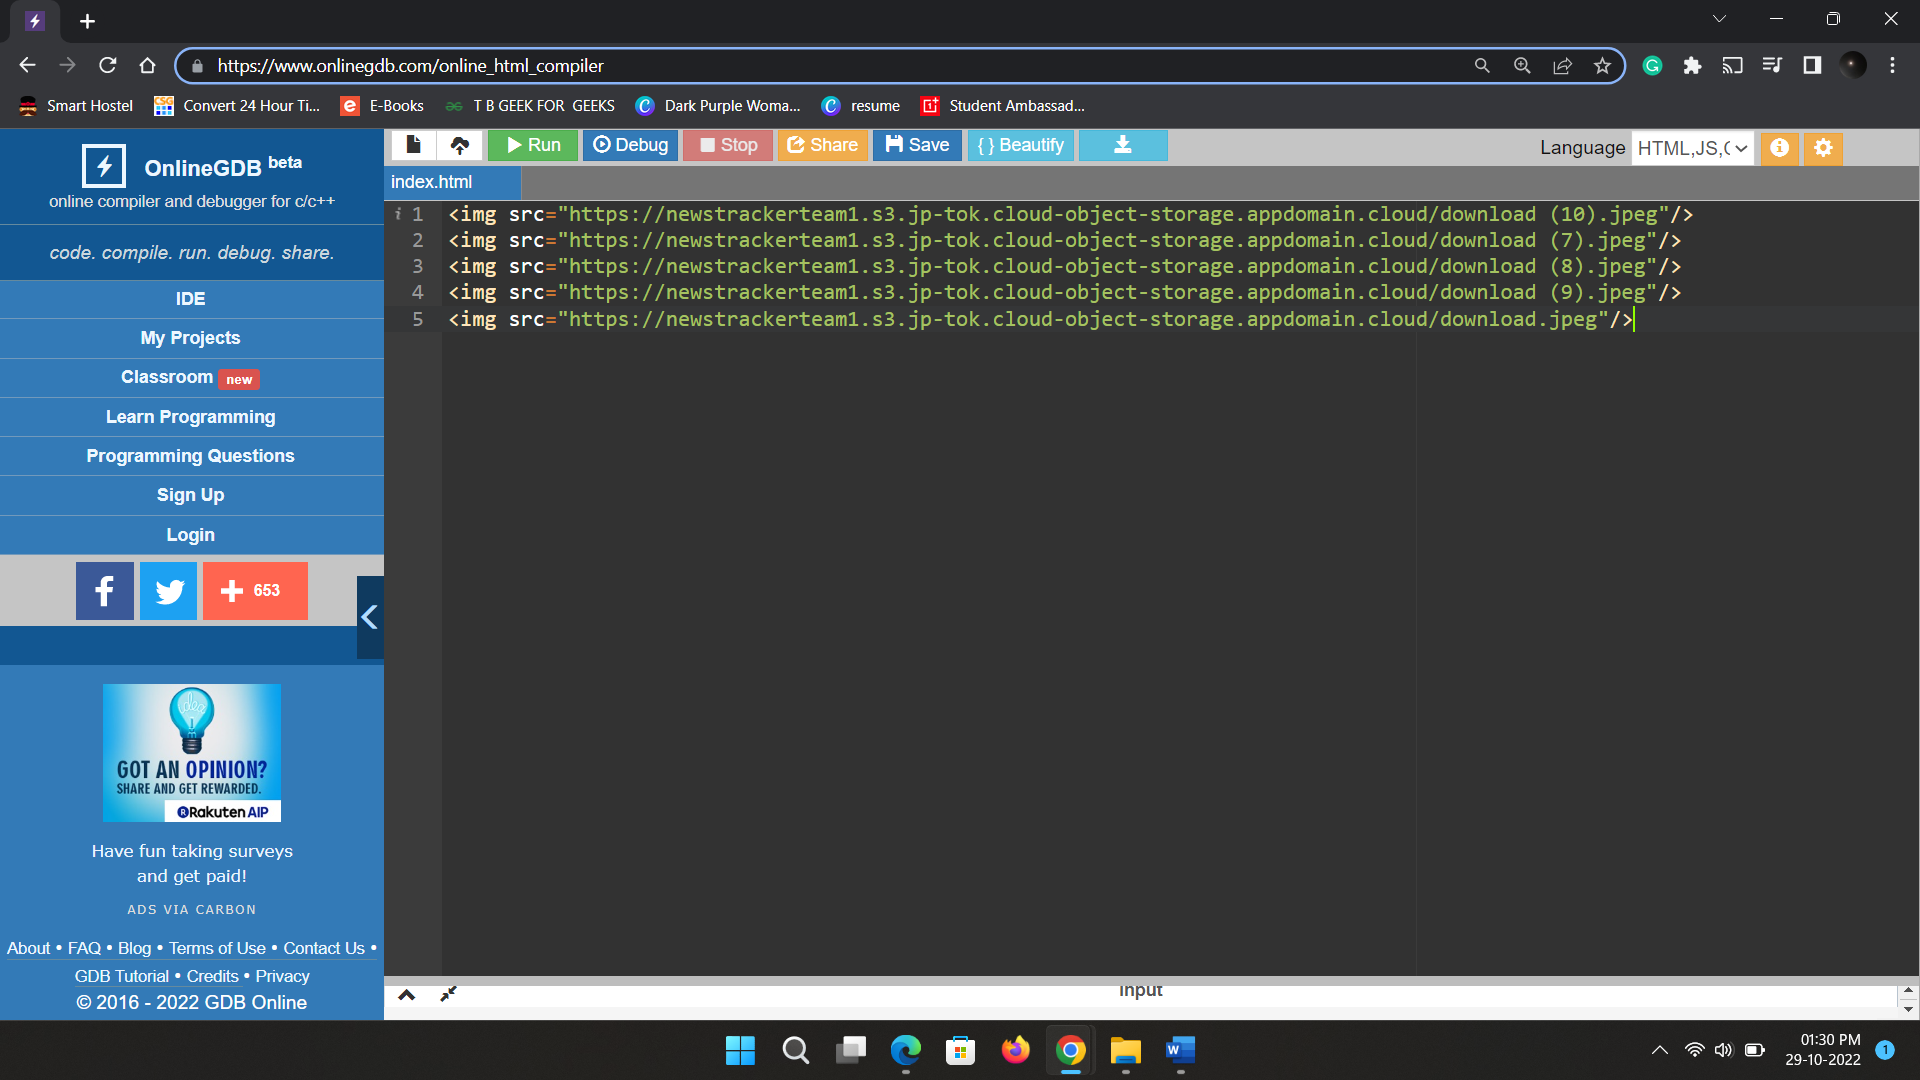 https://www.onlinegdb.com/online_html_compiler
Smart Hostel
Convert 24 Hour Ti...
E-Books
T B GEEK FOR GEEKS
Dark Purple Woma...
resume
Student Ambassad...
OnlineGDB beta
online compiler and debugger for c/c++
code. compile. run. debug. share.
IDE
My Projects
Classroom new
Learn Programming
Programming Questions
Sign Up
Login
653
idea
GOT AN OPINION?
SHARE AND GET REWARDED.
Rakuten AIP
Have fun taking surveys
and get paid!
ADS VIA CARBON
About • FAQ • Blog • Terms of Use • Contact Us •
GDB Tutorial • Credits • Privacy
© 2016 - 2022 GDB Online
Run
Debug
Stop
Share
Save
{ } Beautify
Language HTML,JS,C
index.html
1 <img src="https://newstrackerteam1.s3.jp-tok.cloud-object-storage.appdomain.cloud/download (10).jpeg"/>
2 <img src="https://newstrackerteam1.s3.jp-tok.cloud-object-storage.appdomain.cloud/download (7).jpeg"/>
3 <img src="https://newstrackerteam1.s3.jp-tok.cloud-object-storage.appdomain.cloud/download (8).jpeg"/>
4 <img src="https://newstrackerteam1.s3.jp-tok.cloud-object-storage.appdomain.cloud/download (9).jpeg"/>
5 <img src="https://newstrackerteam1.s3.jp-tok.cloud-object-storage.appdomain.cloud/download.jpeg"/>
input
01:30 PM
29-10-2022
1